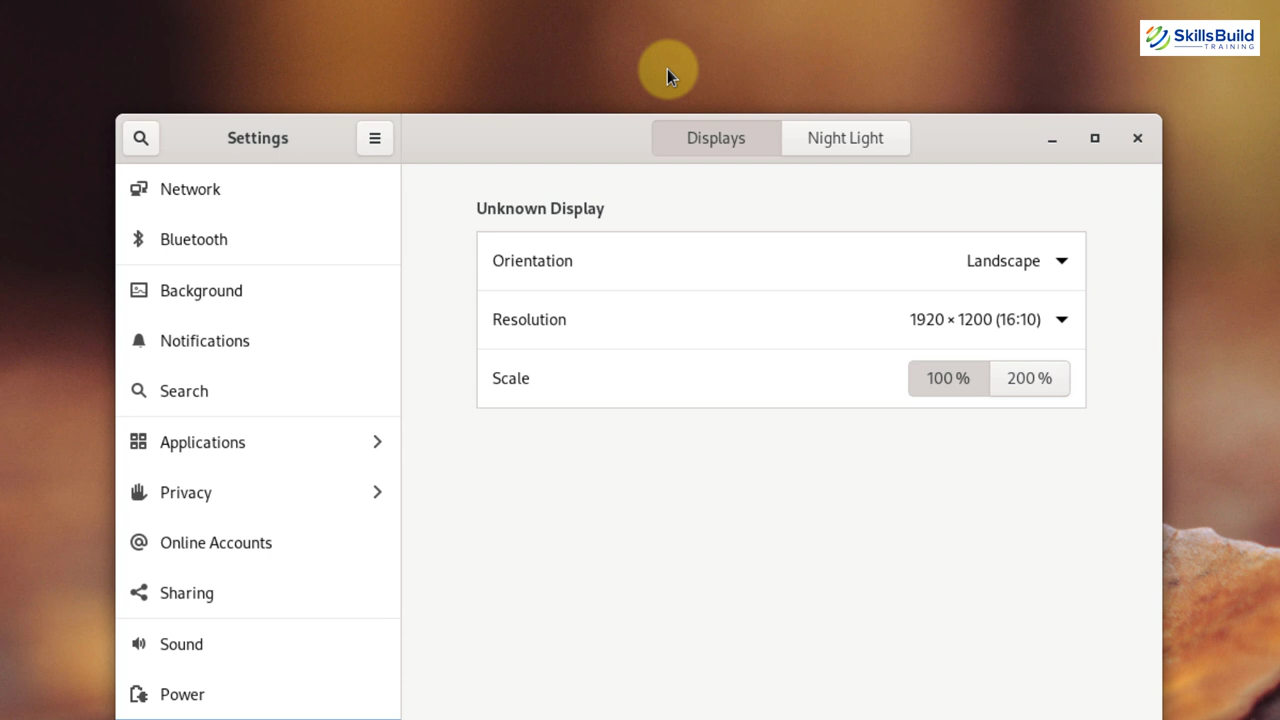 SkillsBuild
TRAINING
Settings
Displays
Night Light
Network
Bluetooth
Background
Notifications
Search
Applications
Privacy
Online Accounts
Sharing
Sound
Power
Unknown Display
Orientation
Landscape
Resolution
1920 × 1200 (16:10)
Scale
100 %
200 %